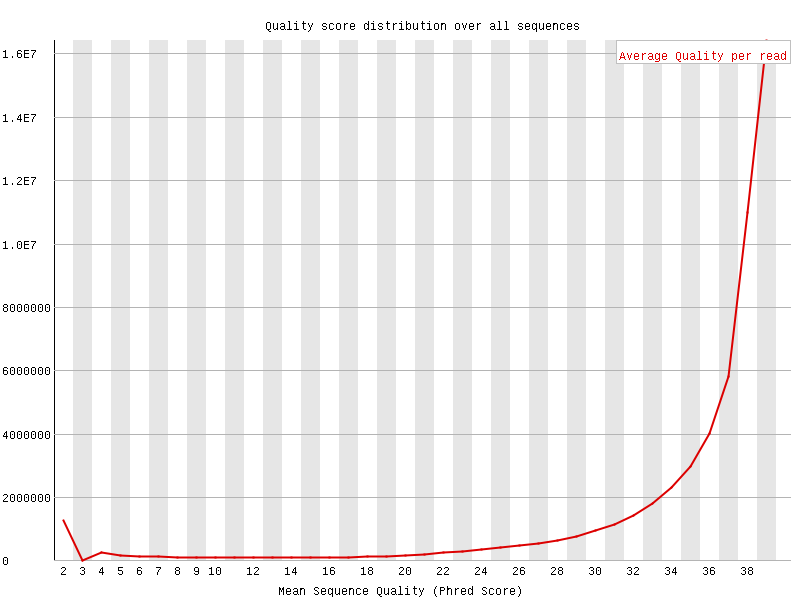 Quality score distribution over all sequences
Average Quality per read
1.6E7
1.4E7
1.2E7
1.0E7
8000000
6000000
4000000
2000000
0
2 3 4 5 6 7 8 9 10 12 14 16 18 20 22 24 26 28 30 32 34 36 38
Mean Sequence Quality (Phred Score)